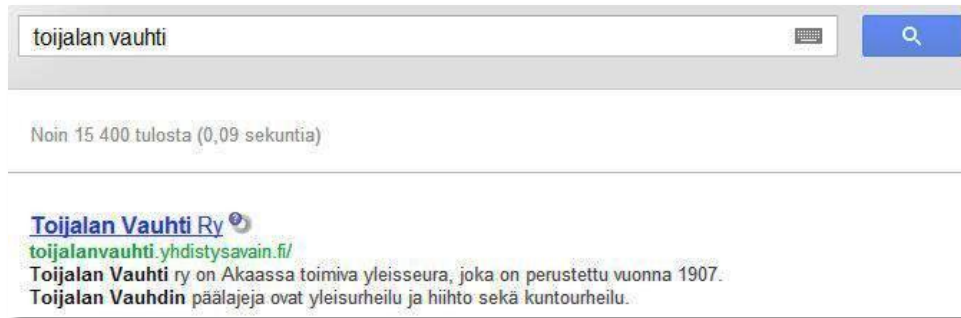 toijalan vauhti
Noin 15 400 tulosta (0,09 sekuntia)
Toijalan Vauhti Ry
toijalanvauhti.yhdistysavain.fi/
Toijalan Vauhti ry on Akaassa toimiva yleisseura, joka on perustettu vuonna 1907.
Toijalan Vauhdin päälajeja ovat yleisurheilu ja hiihto sekä kuntourheilu.